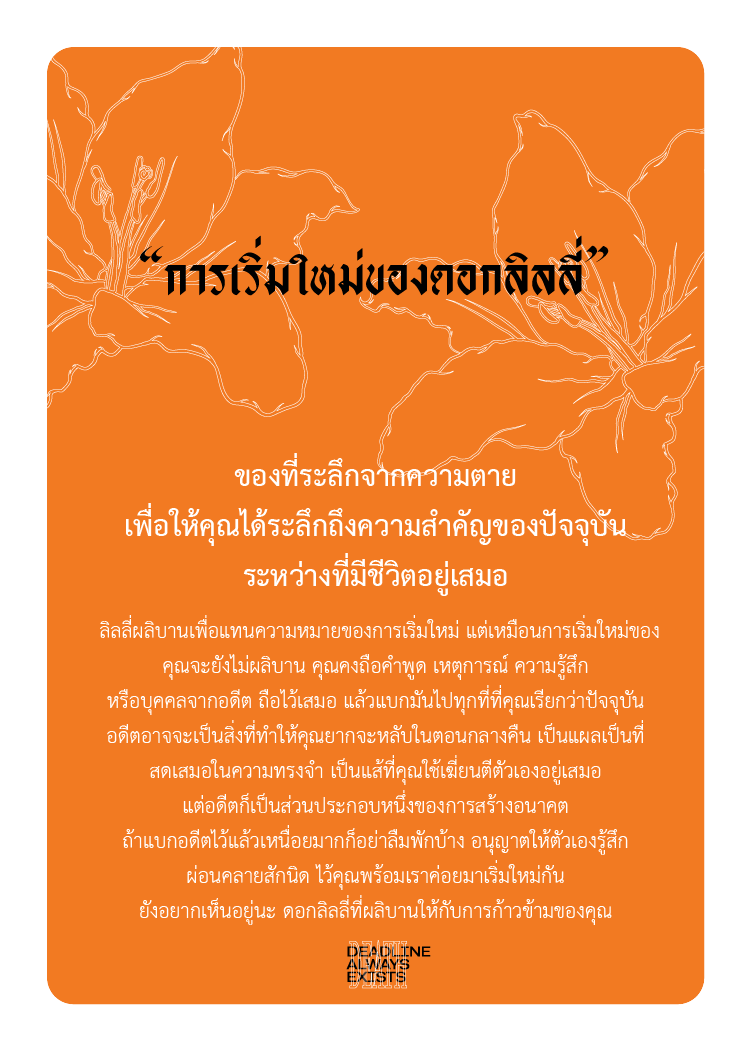 “การเริ่มใหม่ของดอกลิลลี่”
ของที่ระลึกจากความตาย
เพื่อให้คุณได้ระลึกถึงความสำคัญของปัจจุบัน
ระหว่างที่มีชีวิตอยู่เสมอ
ลิลลี่ผลิบานเพื่อแทนความหมายของการเริ่มใหม่ แต่เหมือนการเริ่มใหม่ของ
คุณจะยังไม่ผลิบาน คุณคงถือคำพูด เหตุการณ์ ความรู้สึก
หรือบุคคลจากอดีต ถือไว้เสมอ แล้วแบกมันไปทุกที่ที่คุณเรียกว่าปัจจุบัน
อดีตอาจจะเป็นสิ่งที่ทำให้คุณยากจะหลับในตอนกลางคืน เป็นแผลเป็นที่
สดเสมอในความทรงจำ เป็นแส้ที่คุณใช้เฆี่ยนตีตัวเองอยู่เสมอ
แต่อดีตก็เป็นส่วนประกอบหนึ่งของการสร้างอนาคต
ถ้าแบกอดีตไว้แล้วเหนื่อยมากก็อย่าลืมพักบ้าง อนุญาตให้ตัวเองรู้สึก
ผ่อนคลายสักนิด ไว้คุณพร้อมเราค่อยมาเริ่มใหม่กัน
ยังอยากเห็นอยู่นะ ดอกลิลลี่ที่ผลิบานให้กับการก้าวข้ามของคุณ
DEADLINE
ALWAYS
EXISTS
DEATH